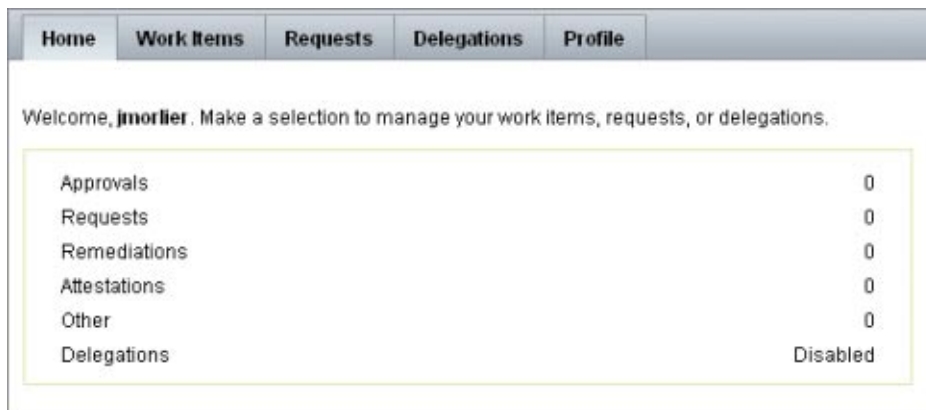 Home Work Items Requests Delegations Profile
Welcome, jmorlier. Make a selection to manage your work items, requests, or delegations.
Approvals 0
Requests 0
Remediations 0
Attestations 0
Other 0
Delegations Disabled